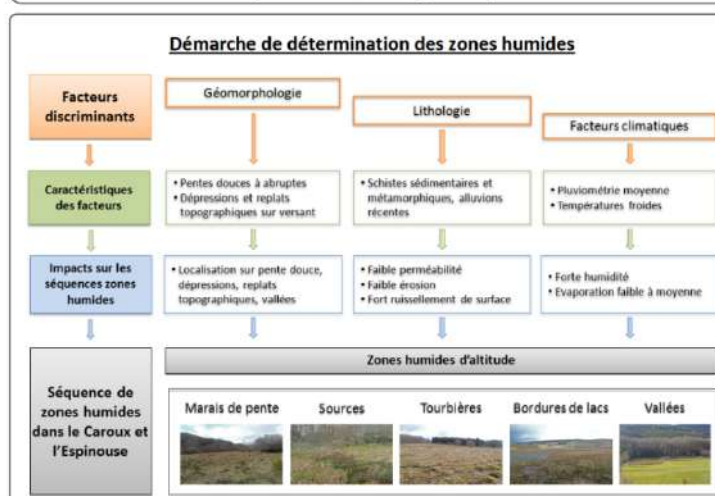 Démarche de détermination des zones humides
Facteurs
discriminants
Géomorphologie
Lithologie
Facteurs climatiques
Caractéristiques
des facteurs
• Pentes douces à abruptes
• Dépressions et replats
topographiques sur versant
• Schistes sédimentaires et
métamorphiques, alluvions
récentes
• Pluviométrie moyenne
• Températures froides
Impacts sur les
séquences zones
humides
• Localisation sur pente douce,
dépressions, replats
topographiques, vallées
• Faible perméabilité
• Faible érosion
• Fort ruissellement de surface
• Forte humidité
• Evaporation faible à moyenne
Séquence de
zones humides
dans le Caroux et
l'Espinouse
Zones humides d'altitude
Marais de pente
Sources
Tourbières
Bordures de lacs
Vallées